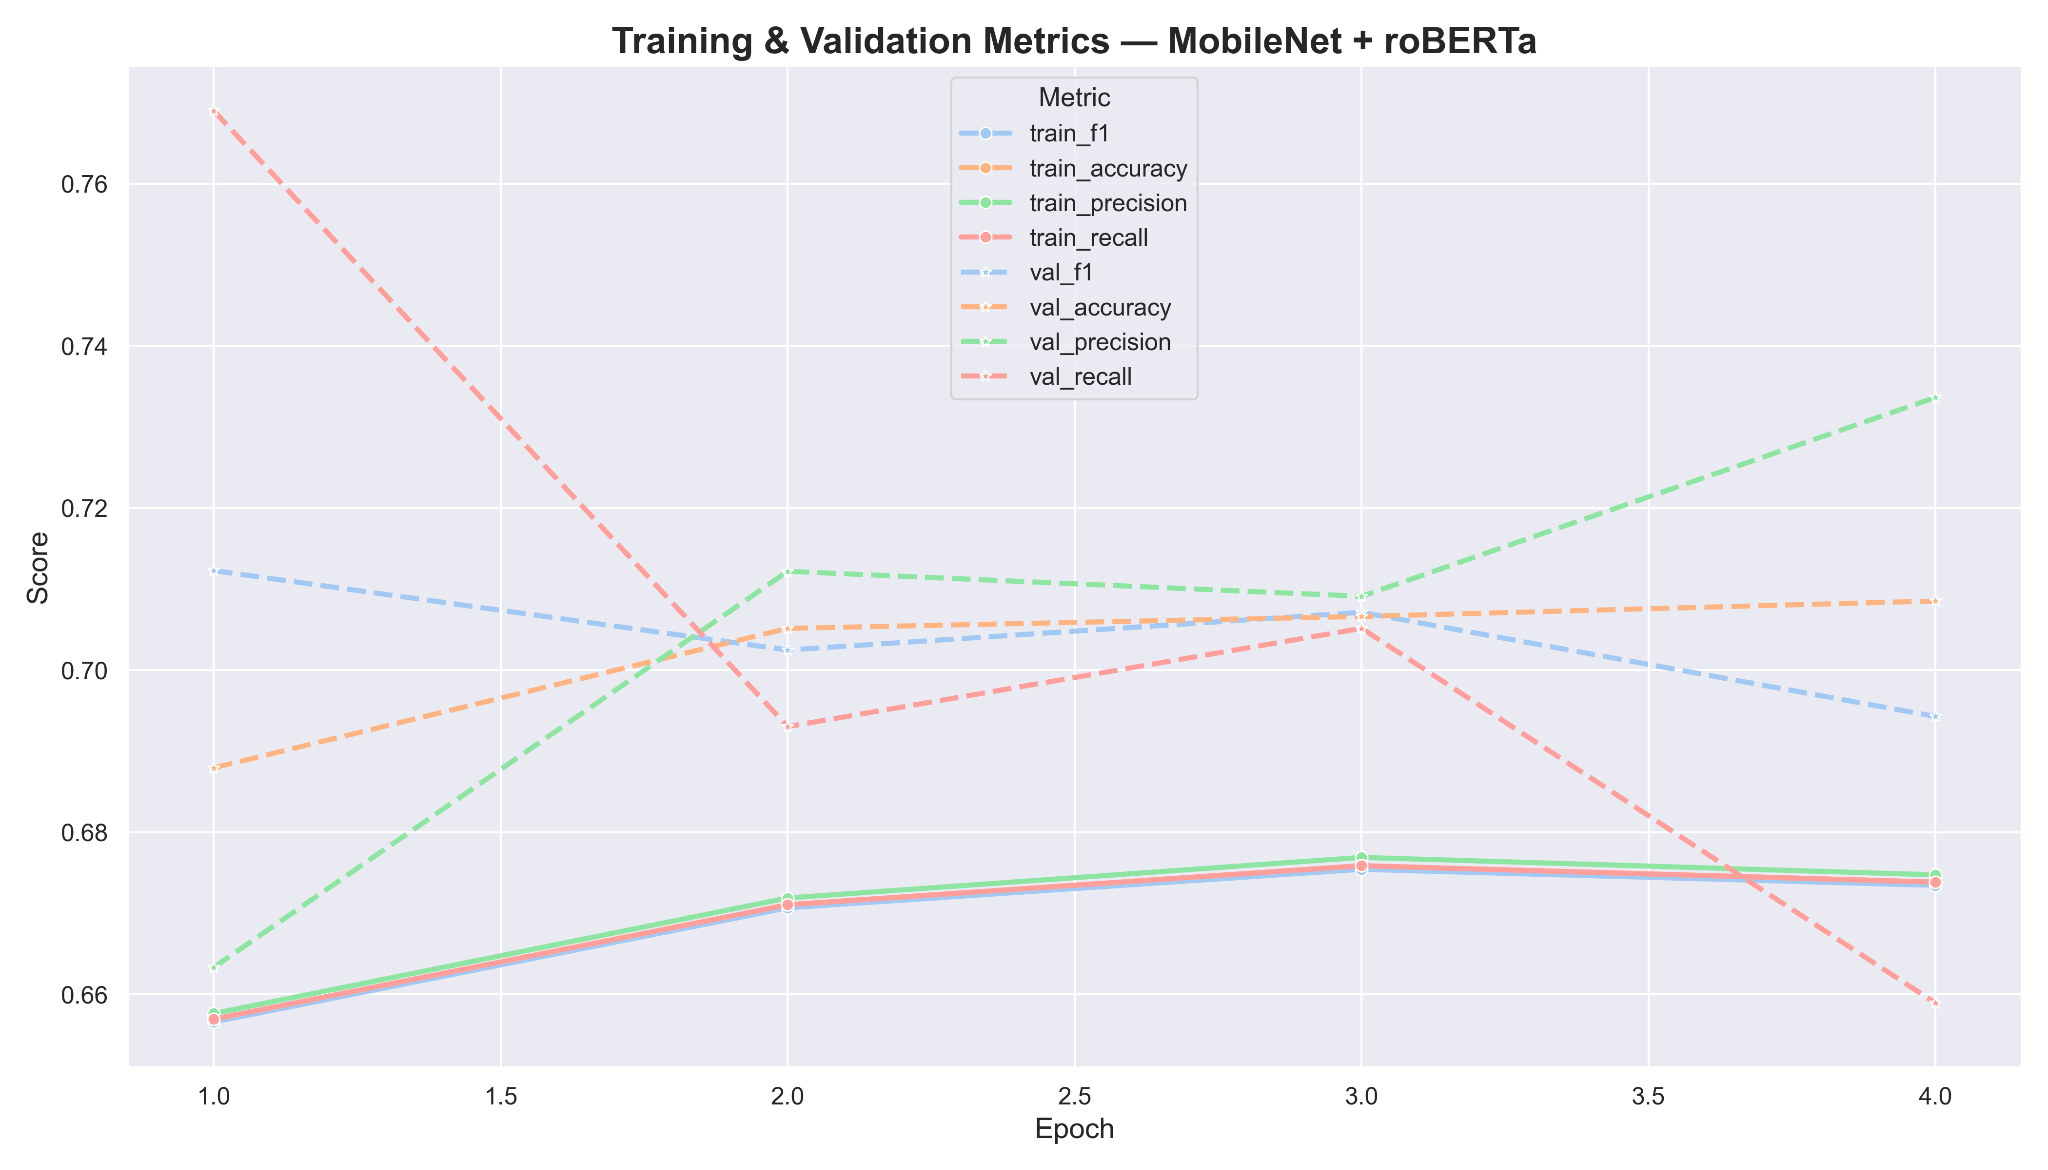 Training & Validation Metrics — MobileNet + roBERTa
Metric
train_f1
train_accuracy
train_precision
train_recall
val_f1
val_accuracy
val_precision
val_recall
Score
0.76
0.74
0.72
0.70
0.68
0.66
1.0 1.5 2.0 2.5 3.0 3.5 4.0
Epoch